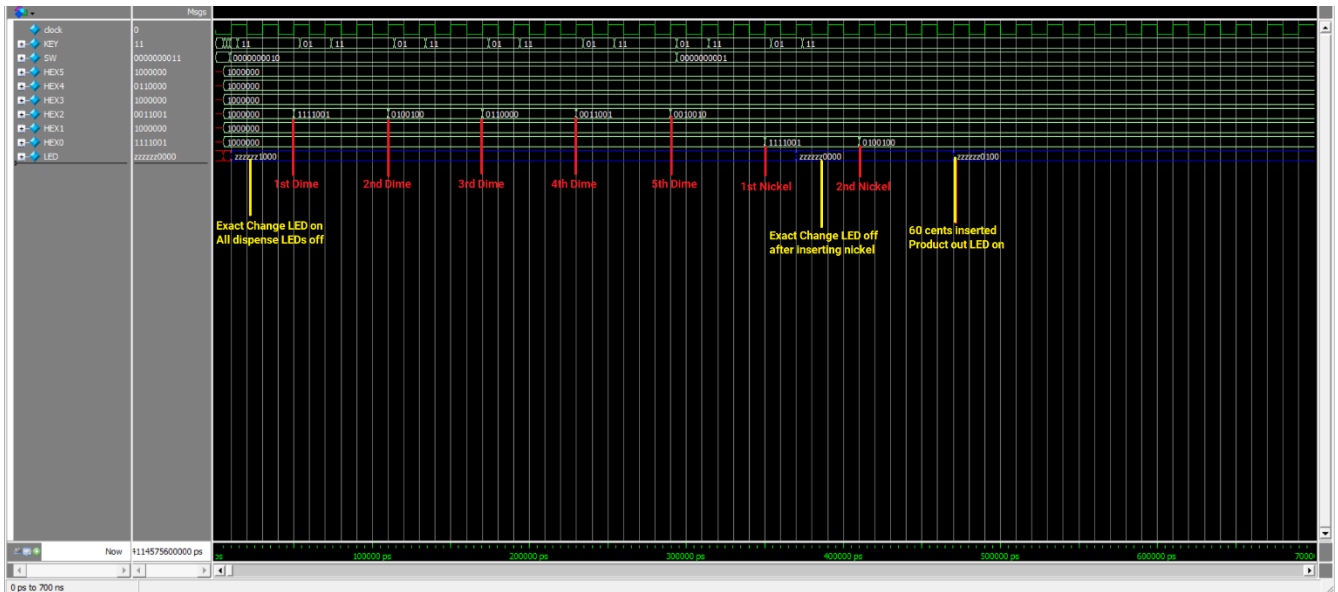 Msgs
clock 0
KEY 11 11 01 11 01 11 01 11 01 11 01 11 01 11
SW 0000000011 0000000010 0000000001
HEX5 1000000 1000000
HEX4 0110000 1000000
HEX3 1000000 1000000
HEX2 0011001 1000000 1111001 0100100 0110000 0011001 0010010
HEX1 1000000 1000000
HEX0 1111001 1000000 1111001 0100100
LED zzzzzz0000 zzzzzz1000 zzzzzz0000 zzzzzz0100
1st Dime 2nd Dime 3rd Dime 4th Dime 5th Dime 1st Nickel 2nd Nickel
Exact Change LED on
All dispense LEDs off
Exact Change LED off
after inserting nickel
60 cents inserted
Product out LED on
Now 4114575600000 ps ps 100000 ps 200000 ps 300000 ps 400000 ps 500000 ps 600000 ps 7000
0 ps to 700 ns